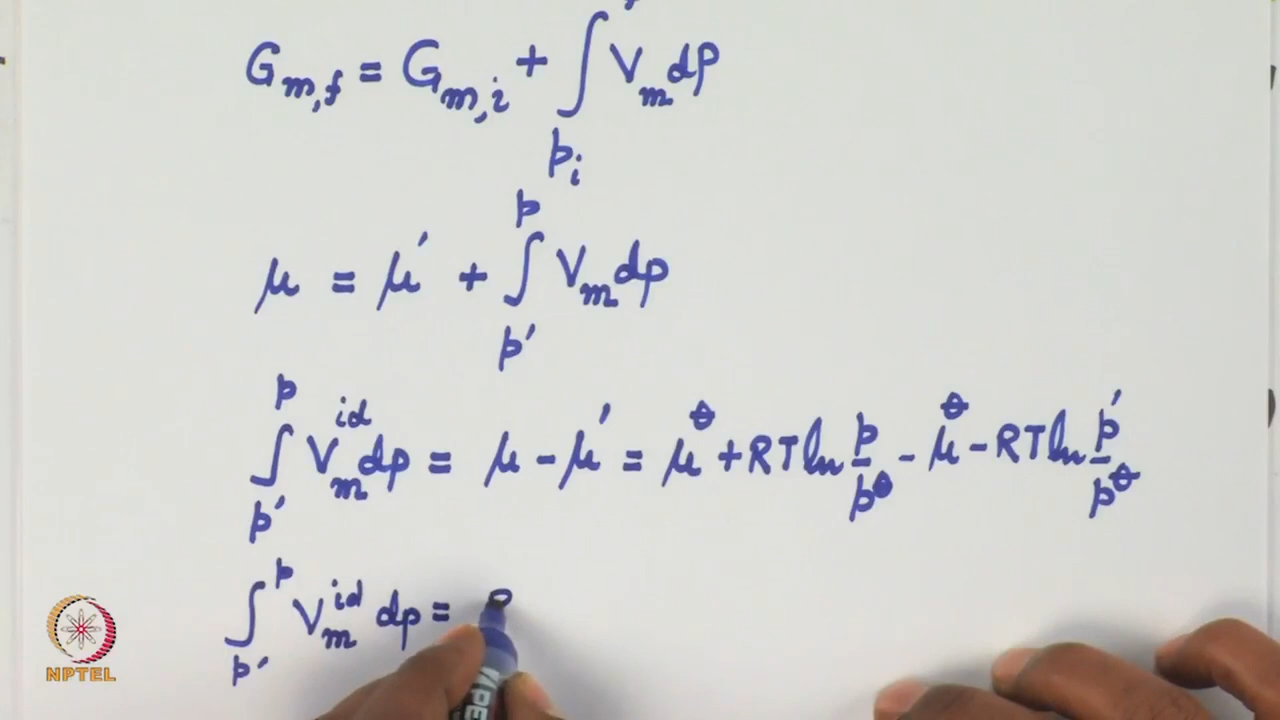 G_{m,f} = G_{m,i} + ∫_{p_i} V_m dp
μ = μ′ + ∫_{p′}^{p} V_m dp
∫_{p′}^{p} V_m^{id} dp = μ − μ′ = μ^θ + RT ln p/p^θ − μ^θ − RT ln p′/p^θ
∫_{p′}^{p} V_m^{id} dp =
NPTEL